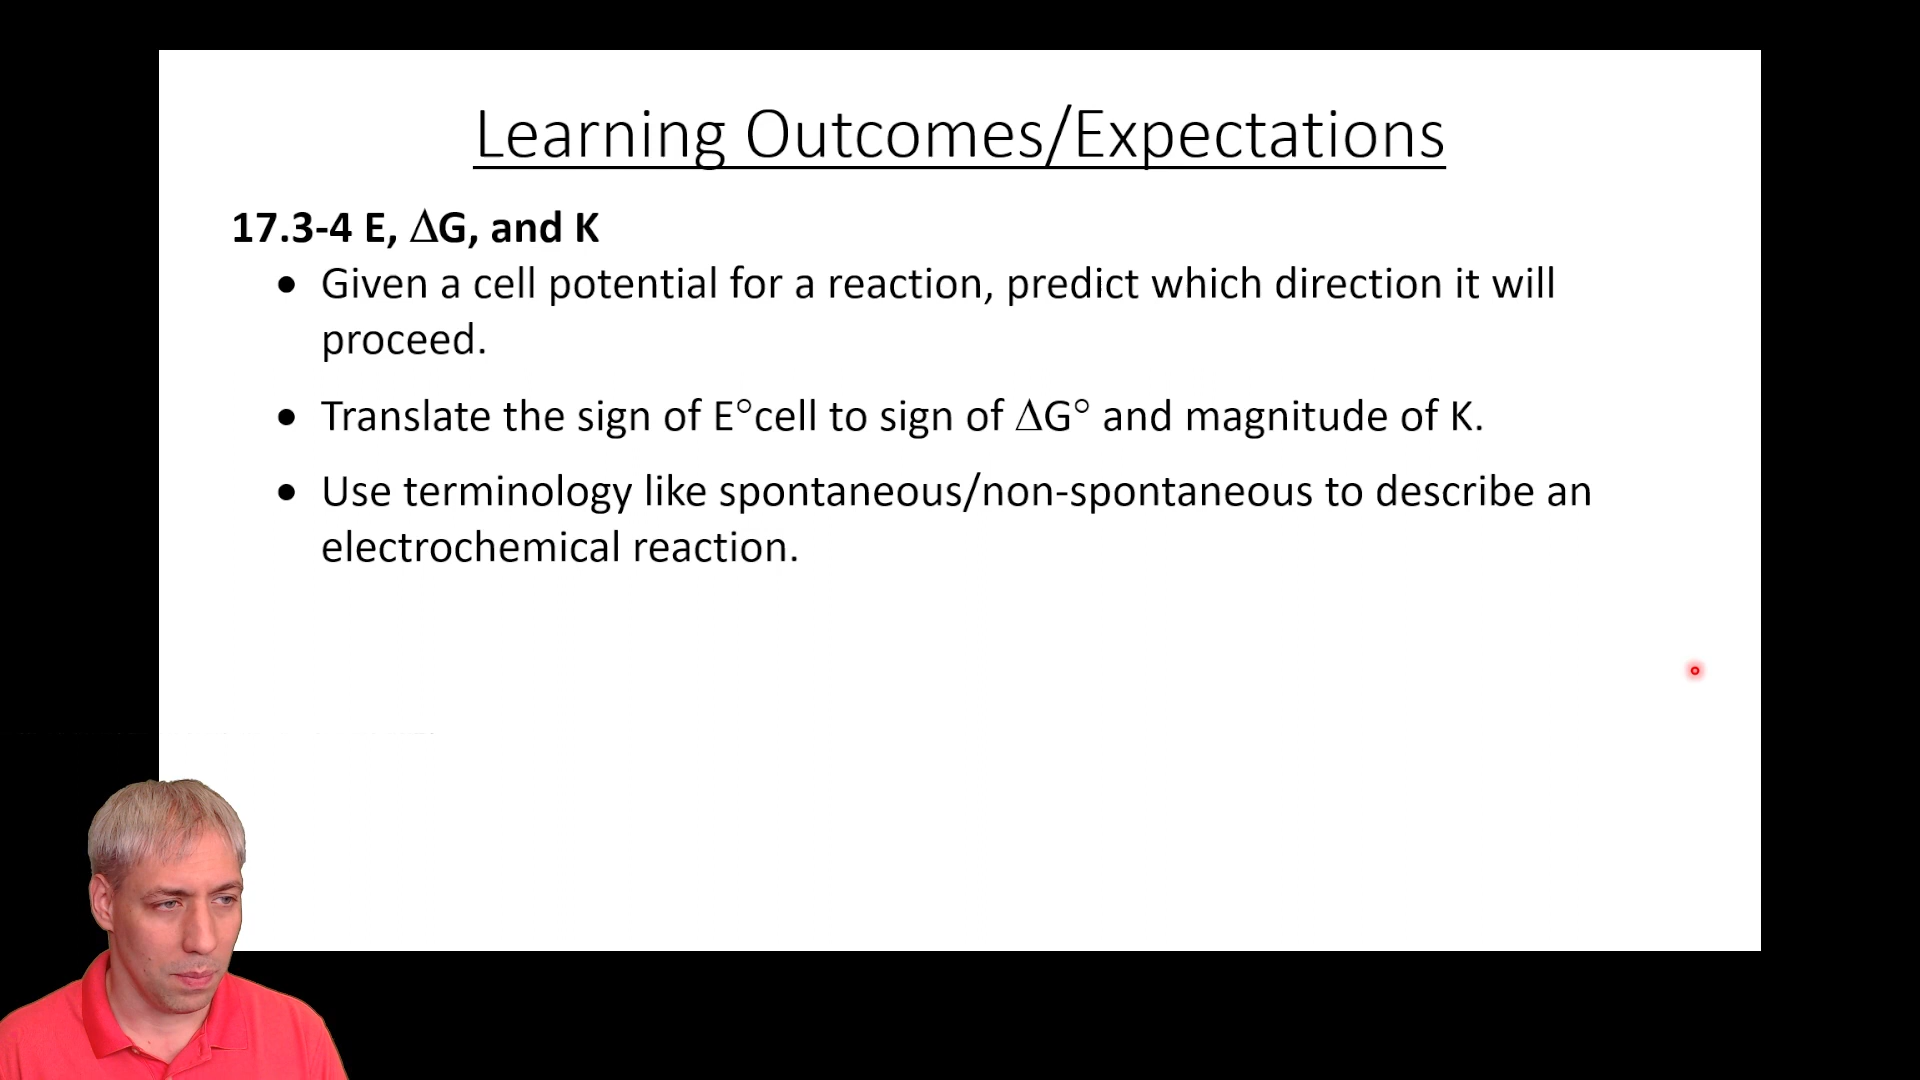 Learning Outcomes/Expectations
17.3-4 E, ΔG, and K
• Given a cell potential for a reaction, predict which direction it will
proceed.
• Translate the sign of E°cell to sign of ΔG° and magnitude of K.
• Use terminology like spontaneous/non-spontaneous to describe an
electrochemical reaction.